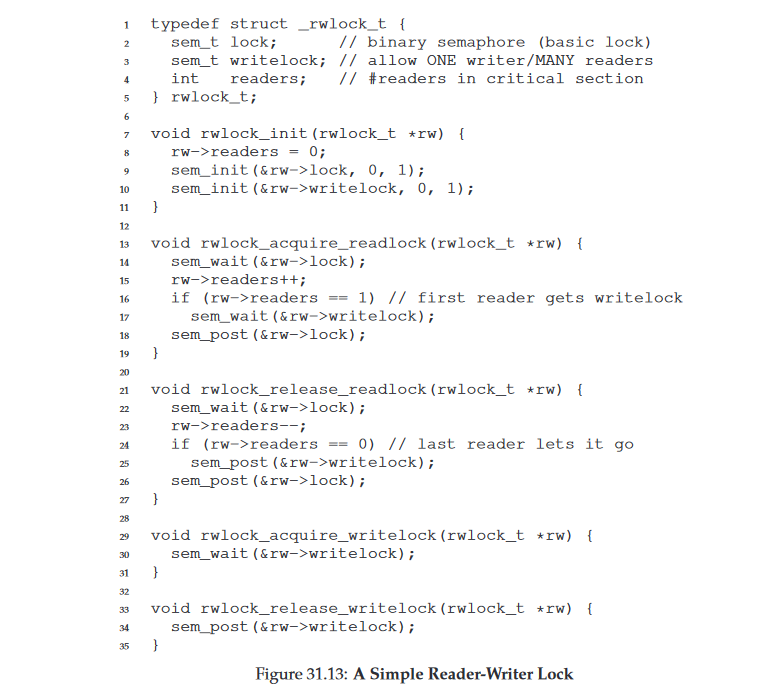 1 typedef struct _rwlock_t {
2 sem_t lock; // binary semaphore (basic lock)
3 sem_t writelock; // allow ONE writer/MANY readers
4 int readers; // #readers in critical section
5 } rwlock_t;
6
7 void rwlock_init(rwlock_t *rw) {
8 rw->readers = 0;
9 sem_init(&rw->lock, 0, 1);
10 sem_init(&rw->writelock, 0, 1);
11 }
12
13 void rwlock_acquire_readlock(rwlock_t *rw) {
14 sem_wait(&rw->lock);
15 rw->readers++;
16 if (rw->readers == 1) // first reader gets writelock
17 sem_wait(&rw->writelock);
18 sem_post(&rw->lock);
19 }
20
21 void rwlock_release_readlock(rwlock_t *rw) {
22 sem_wait(&rw->lock);
23 rw->readers--;
24 if (rw->readers == 0) // last reader lets it go
25 sem_post(&rw->writelock);
26 sem_post(&rw->lock);
27 }
28
29 void rwlock_acquire_writelock(rwlock_t *rw) {
30 sem_wait(&rw->writelock);
31 }
32
33 void rwlock_release_writelock(rwlock_t *rw) {
34 sem_post(&rw->writelock);
35 }
Figure 31.13: A Simple Reader-Writer Lock